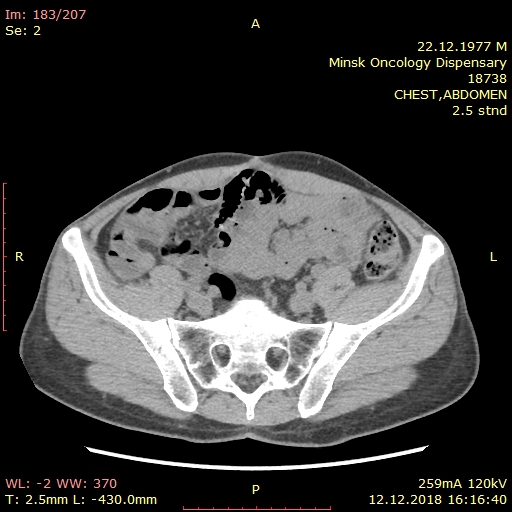 Im: 183/207
Se: 2
A
22.12.1977 M
Minsk Oncology Dispensary
18738
CHEST,ABDOMEN
2.5 stnd
R
L
WL: -2 WW: 370
T: 2.5mm L: -430.0mm
P
259mA 120kV
12.12.2018 16:16:40